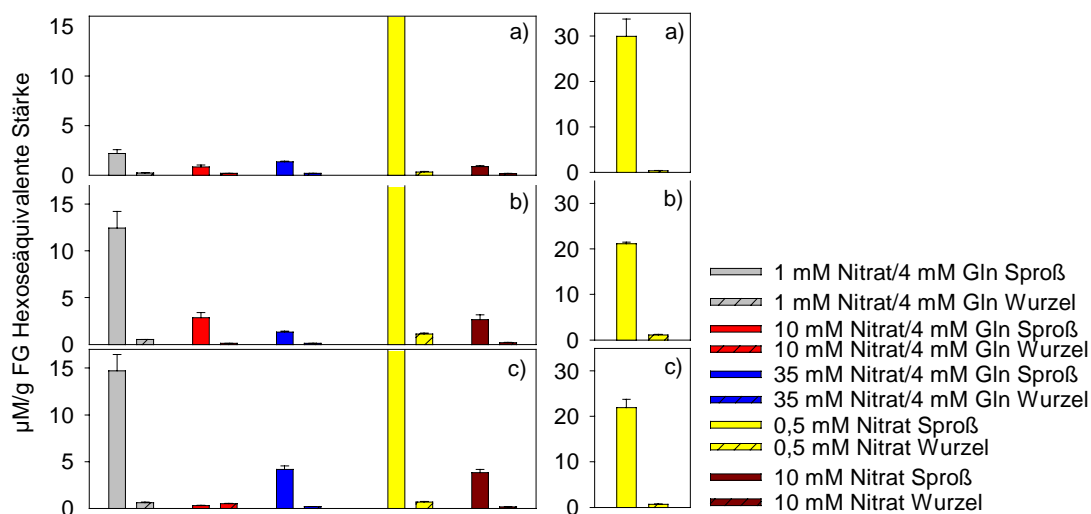 µM/g FG Hexoseäquivalente Stärke
15
10
5
0
a)
15
10
5
0
b)
15
10
5
0
c)
30
20
10
0
a)
30
20
10
0
b)
30
20
10
0
c)
1 mM Nitrat/4 mM Gln Sproß
1 mM Nitrat/4 mM Gln Wurzel
10 mM Nitrat/4 mM Gln Sproß
10 mM Nitrat/4 mM Gln Wurzel
35 mM Nitrat/4 mM Gln Sproß
35 mM Nitrat/4 mM Gln Wurzel
0,5 mM Nitrat Sproß
0,5 mM Nitrat Wurzel
10 mM Nitrat Sproß
10 mM Nitrat Wurzel